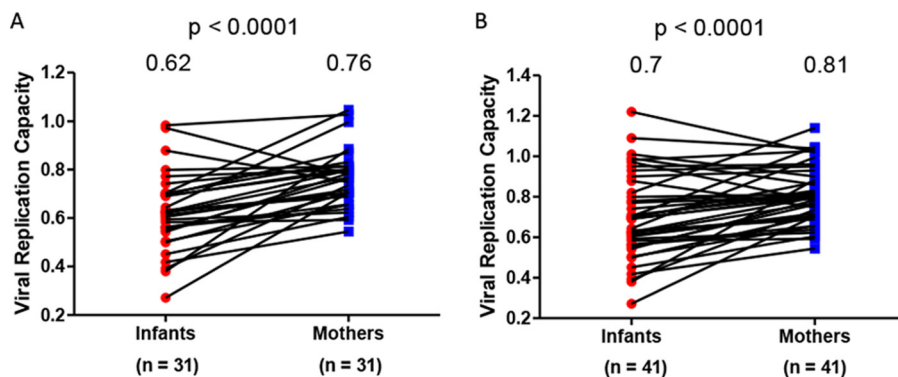 A
p < 0.0001
0.62 0.76
Viral Replication Capacity
1.2
1.0
0.8
0.6
0.4
0.2
Infants Mothers
(n = 31) (n = 31)
B
p < 0.0001
0.7 0.81
Viral Replication Capacity
1.4
1.2
1.0
0.8
0.6
0.4
0.2
Infants Mothers
(n = 41) (n = 41)